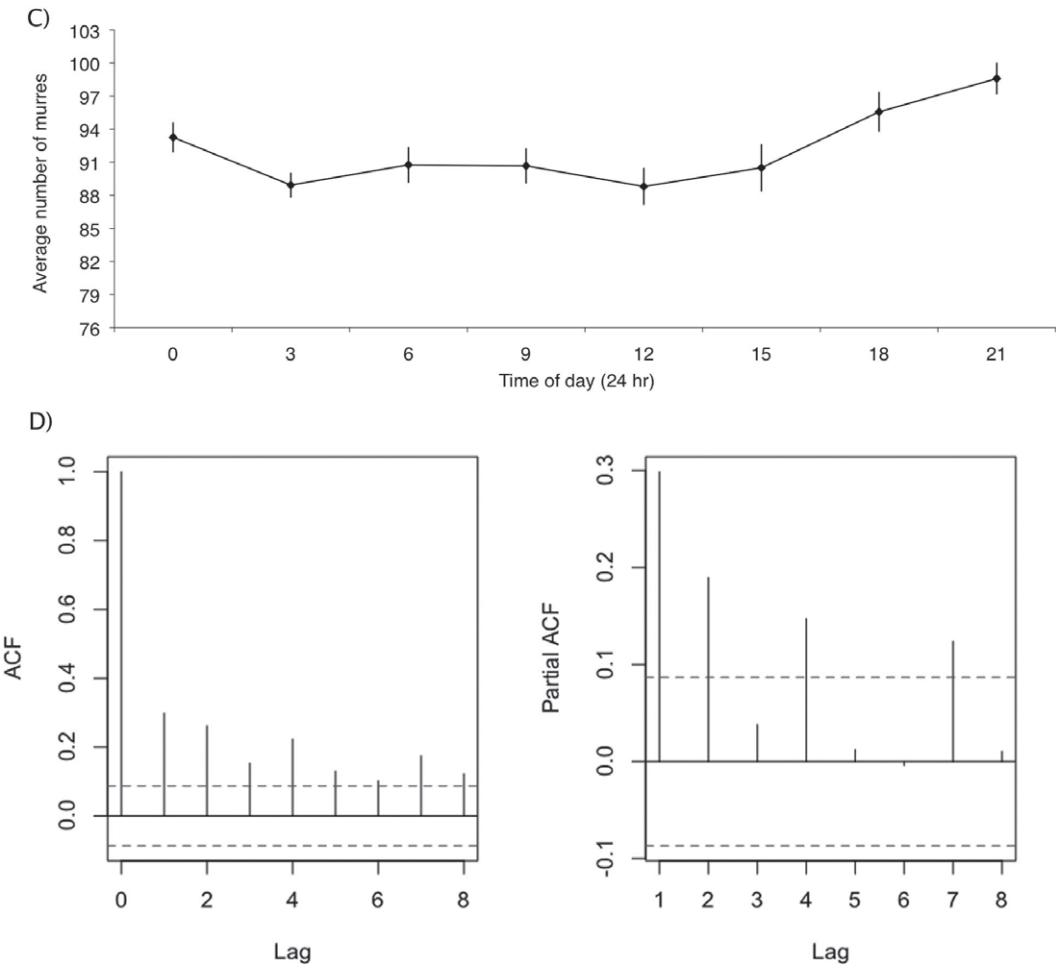 C)
103
100
97
94
91
88
85
82
79
76
Average number of murres
0 3 6 9 12 15 18 21
Time of day (24 hr)
D)
1.0
0.8
0.6
0.4
0.2
0.0
ACF
0 2 4 6 8
Lag
0.3
0.2
0.1
0.0
-0.1
Partial ACF
1 2 3 4 5 6 7 8
Lag